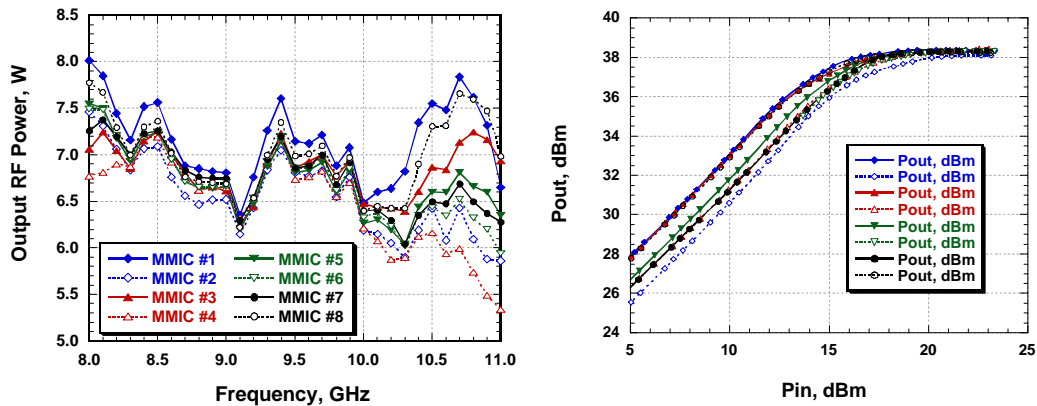 Output RF Power, W
8.5
8.0
7.5
7.0
6.5
6.0
5.5
5.0
MMIC #1
MMIC #2
MMIC #3
MMIC #4
MMIC #5
MMIC #6
MMIC #7
MMIC #8
8.0 8.5 9.0 9.5 10.0 10.5 11.0
Frequency, GHz
Pout, dBm
40
38
36
34
32
30
28
26
24
Pout, dBm
Pout, dBm
Pout, dBm
Pout, dBm
Pout, dBm
Pout, dBm
Pout, dBm
Pout, dBm
5 10 15 20 25
Pin, dBm